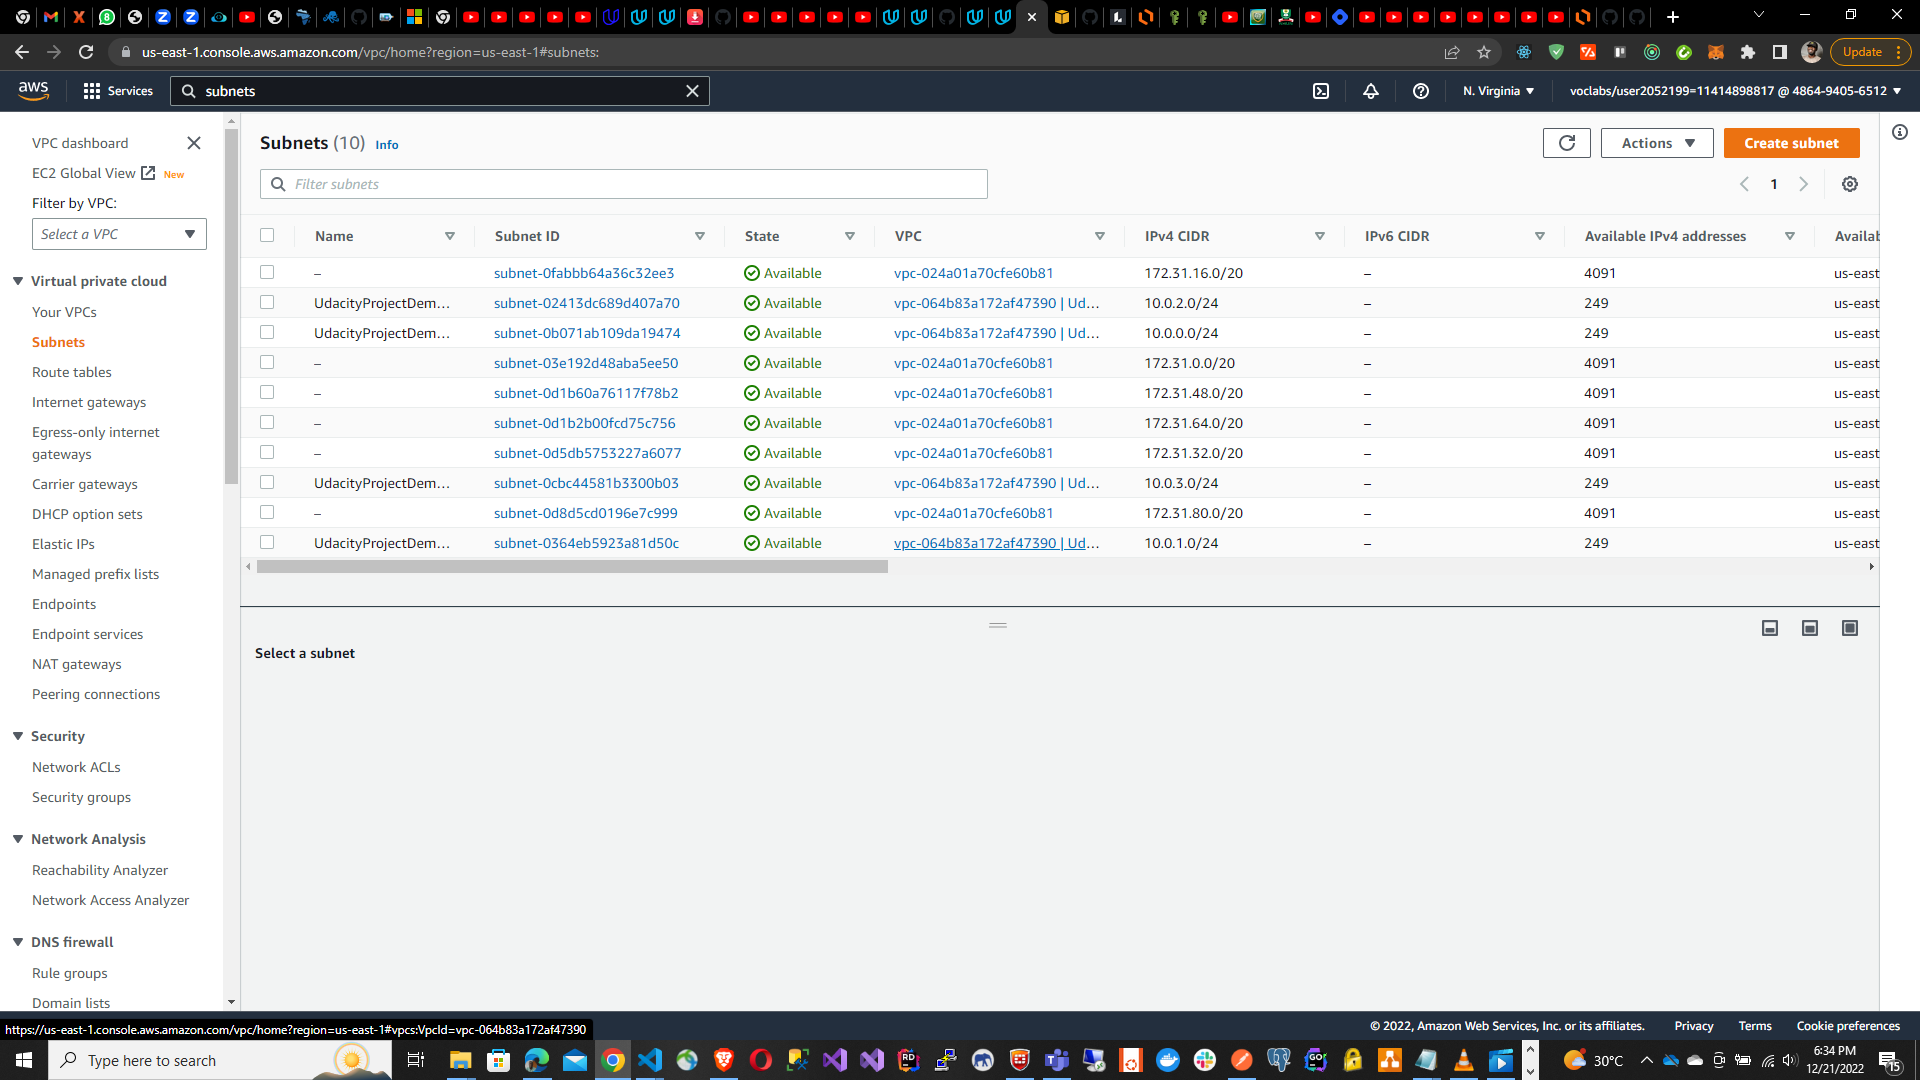 us-east-1.console.aws.amazon.com/vpc/home?region=us-east-1#subnets:
Update
aws
Services
subnets
N. Virginia
voclabs/user2052199=11414898817 @ 4864-9405-6512
VPC dashboard
EC2 Global View New
Filter by VPC:
Select a VPC
Virtual private cloud
Your VPCs
Subnets
Route tables
Internet gateways
Egress-only internet
gateways
Carrier gateways
DHCP option sets
Elastic IPs
Managed prefix lists
Endpoints
Endpoint services
NAT gateways
Peering connections
Security
Network ACLs
Security groups
Network Analysis
Reachability Analyzer
Network Access Analyzer
DNS firewall
Rule groups
Domain lists
Subnets (10) Info
Actions
Create subnet
Filter subnets
1
Name Subnet ID State VPC IPv4 CIDR IPv6 CIDR Available IPv4 addresses Availab
– subnet-0fabbb64a36c32ee3 Available vpc-024a01a70cfe60b81 172.31.16.0/20 – 4091 us-east
UdacityProjectDem... subnet-02413dc689d407a70 Available vpc-064b83a172af47390 | Ud... 10.0.2.0/24 – 249 us-east
UdacityProjectDem... subnet-0b071ab109da19474 Available vpc-064b83a172af47390 | Ud... 10.0.0.0/24 – 249 us-east
– subnet-03e192d48aba5ee50 Available vpc-024a01a70cfe60b81 172.31.0.0/20 – 4091 us-east
– subnet-0d1b60a76117f78b2 Available vpc-024a01a70cfe60b81 172.31.48.0/20 – 4091 us-east
– subnet-0d1b2b00fcd75c756 Available vpc-024a01a70cfe60b81 172.31.64.0/20 – 4091 us-east
– subnet-0d5db5753227a6077 Available vpc-024a01a70cfe60b81 172.31.32.0/20 – 4091 us-east
UdacityProjectDem... subnet-0cbc44581b3300b03 Available vpc-064b83a172af47390 | Ud... 10.0.3.0/24 – 249 us-east
– subnet-0d8d5cd0196e7c999 Available vpc-024a01a70cfe60b81 172.31.80.0/20 – 4091 us-east
UdacityProjectDem... subnet-0364eb5923a81d50c Available vpc-064b83a172af47390 | Ud... 10.0.1.0/24 – 249 us-east
Select a subnet
https://us-east-1.console.aws.amazon.com/vpc/home?region=us-east-1#vpcs:VpcId=vpc-064b83a172af47390
© 2022, Amazon Web Services, Inc. or its affiliates. Privacy Terms Cookie preferences
Type here to search
30°C
6:34 PM
12/21/2022
15